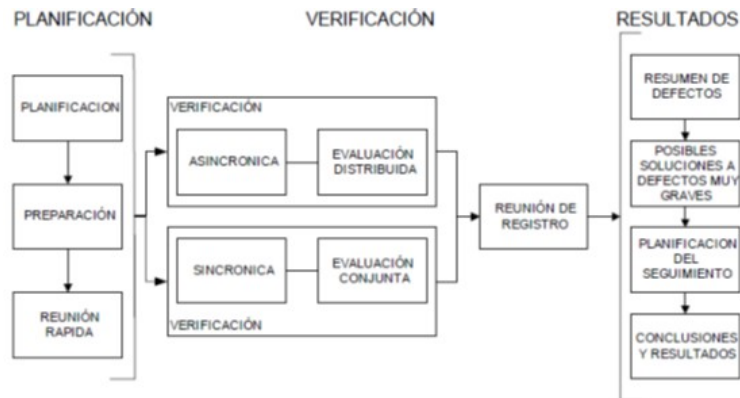 PLANIFICACIÓN
VERIFICACIÓN
RESULTADOS
PLANIFICACION
PREPARACIÓN
REUNIÓN
RAPIDA
VERIFICACIÓN
ASINCRONICA
EVALUACIÓN
DISTRIBUIDA
SINCRONICA
EVALUACIÓN
CONJUNTA
VERIFICACIÓN
REUNIÓN DE
REGISTRO
RESUMEN DE
DEFECTOS
POSIBLES
SOLUCIONES A
DEFECTOS MUY
GRAVES
PLANIFICACION
DEL
SEGUIMIENTO
CONCLUSIONES
Y RESULTADOS